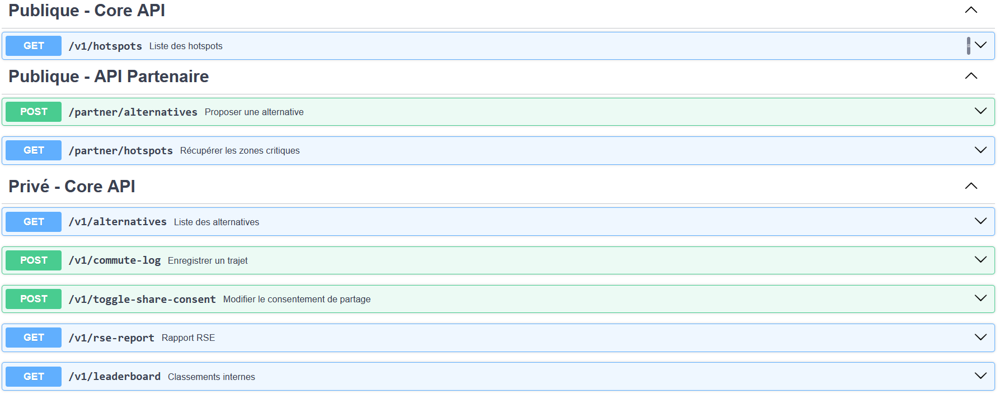 Publique - Core API
GET /v1/hotspots Liste des hotspots
Publique - API Partenaire
POST /partner/alternatives Proposer une alternative
GET /partner/hotspots Récupérer les zones critiques
Privé - Core API
GET /v1/alternatives Liste des alternatives
POST /v1/commute-log Enregistrer un trajet
POST /v1/toggle-share-consent Modifier le consentement de partage
GET /v1/rse-report Rapport RSE
GET /v1/leaderboard Classements internes